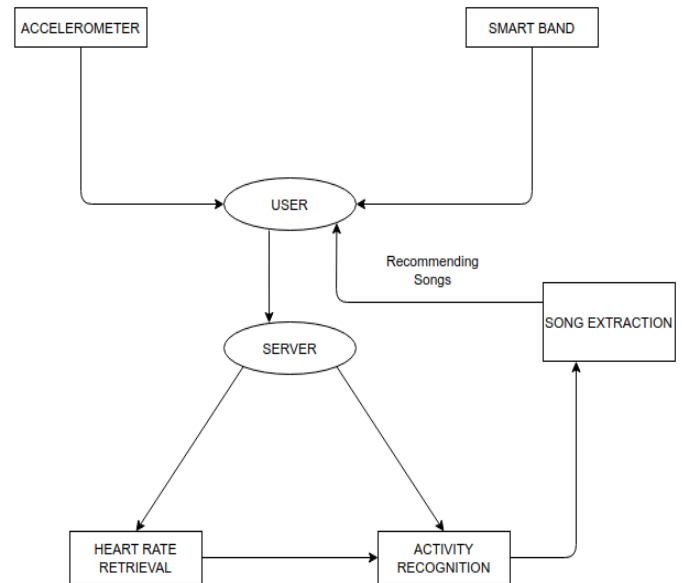 ACCELEROMETER
SMART BAND
USER
Recommending
Songs
SONG EXTRACTION
SERVER
HEART RATE
RETRIEVAL
ACTIVITY
RECOGNITION